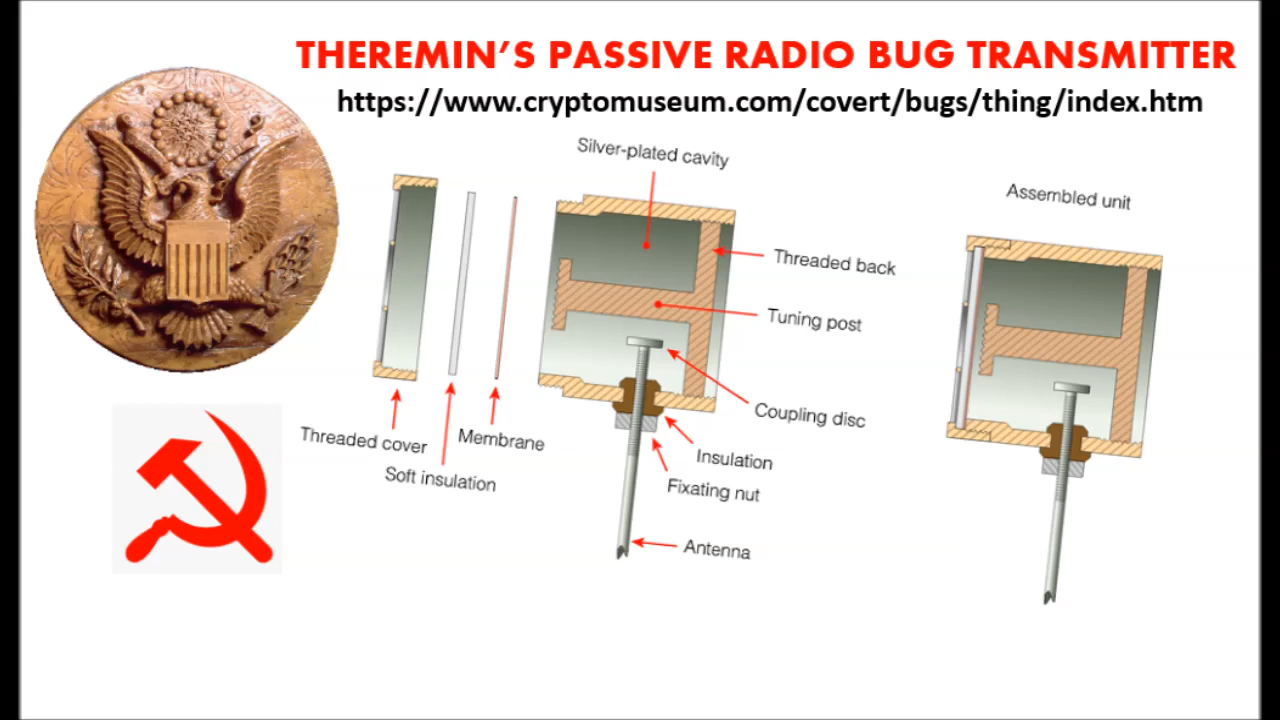 THEREMIN'S PASSIVE RADIO BUG TRANSMITTER
https://www.cryptomuseum.com/covert/bugs/thing/index.htm
Silver-plated cavity
Assembled unit
Threaded back
Tuning post
Coupling disc
Threaded cover
Membrane
Soft insulation
Insulation
Fixating nut
Antenna